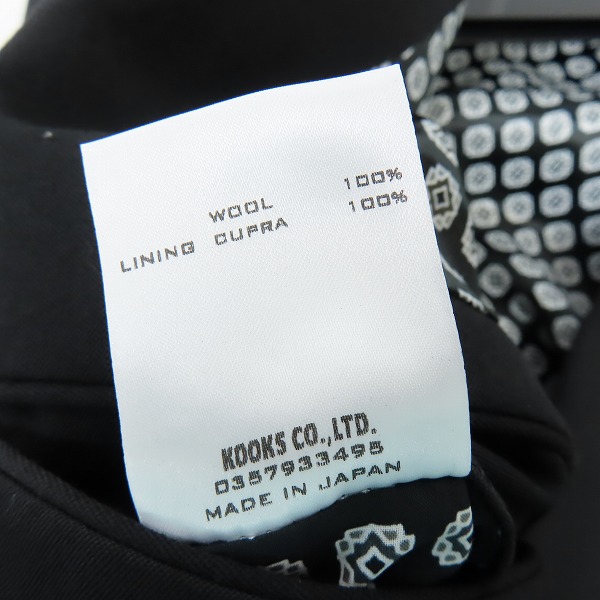 WOOL 100%
LINING CUPRA 100%
KOOKS CO.,LTD.
0357933495
MADE IN JAPAN